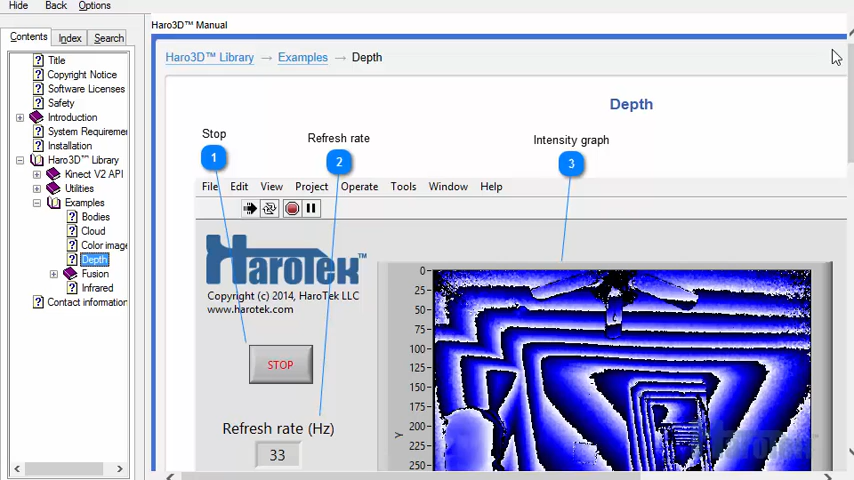 Hide Back Options
Haro3D™ Manual
Contents Index Search
Title
Copyright Notice
Software Licenses
Safety
Introduction
System Requireme
Installation
Haro3D™ Library
Kinect V2 API
Utilities
Examples
Bodies
Cloud
Color image
Depth
Fusion
Infrared
Contact information
Haro3D™ Library → Examples → Depth
Depth
Stop
Refresh rate
Intensity graph
1
2
3
File Edit View Project Operate Tools Window Help
HAROTEK™
Copyright (c) 2014, HaroTek LLC
www.harotek.com
STOP
Refresh rate (Hz)
33
0
25
50
75
100
125
150
175
200
225
250
Y
HAROTEK